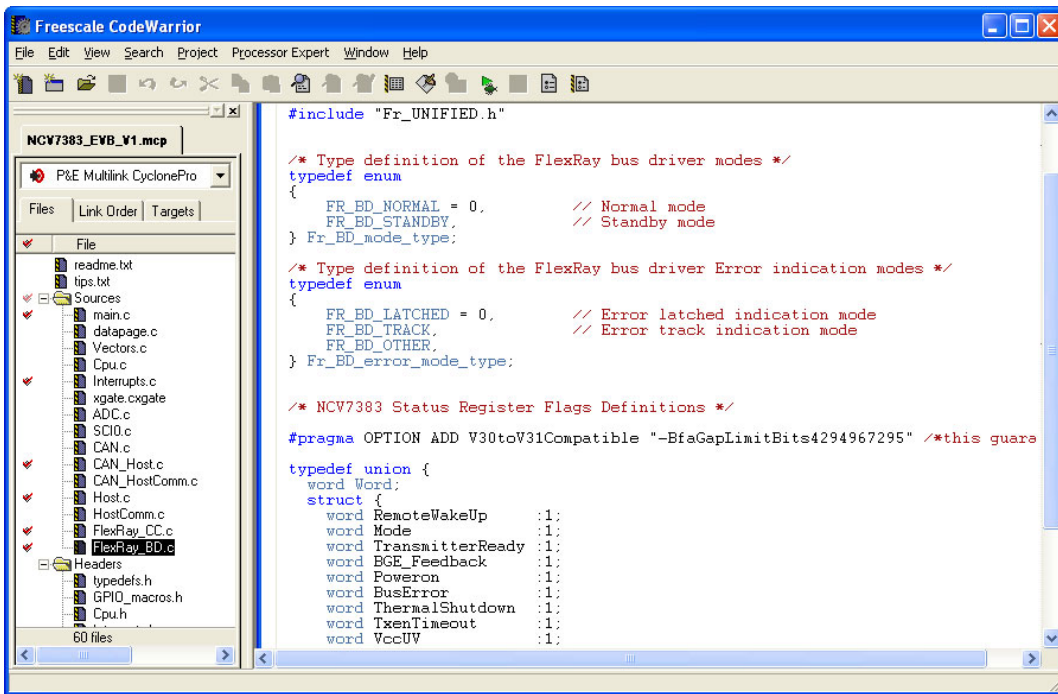 Freescale CodeWarrior
File Edit View Search Project Processor Expert Window Help
NCV7383_EVB_V1.mcp
P&E Multilink CyclonePro
Files Link Order Targets
File
readme.txt
tips.txt
Sources
main.c
datapage.c
Vectors.c
Cpu.c
Interrupts.c
xgate.cxgate
ADC.c
SCI0.c
CAN.c
CAN_Host.c
CAN_HostComm.c
Host.c
HostComm.c
FlexRay_CC.c
FlexRay_BD.c
Headers
typedefs.h
GPIO_macros.h
Cpu.h
60 files
#include "Fr_UNIFIED.h"
/* Type definition of the FlexRay bus driver modes */
typedef enum
{
FR_BD_NORMAL = 0, // Normal mode
FR_BD_STANDBY, // Standby mode
} Fr_BD_mode_type;
/* Type definition of the FlexRay bus driver Error indication modes */
typedef enum
{
FR_BD_LATCHED = 0, // Error latched indication mode
FR_BD_TRACK, // Error track indication mode
FR_BD_OTHER,
} Fr_BD_error_mode_type;
/* NCV7383 Status Register Flags Definitions */
#pragma OPTION ADD V30toV31Compatible "-BfaGapLimitBits4294967295" /*this guara
typedef union {
word Word;
struct {
word RemoteWakeUp :1;
word Mode :1;
word TransmitterReady :1;
word BGE_Feedback :1;
word Poweron :1;
word BusError :1;
word ThermalShutdown :1;
word TxenTimeout :1;
word VccUV :1;